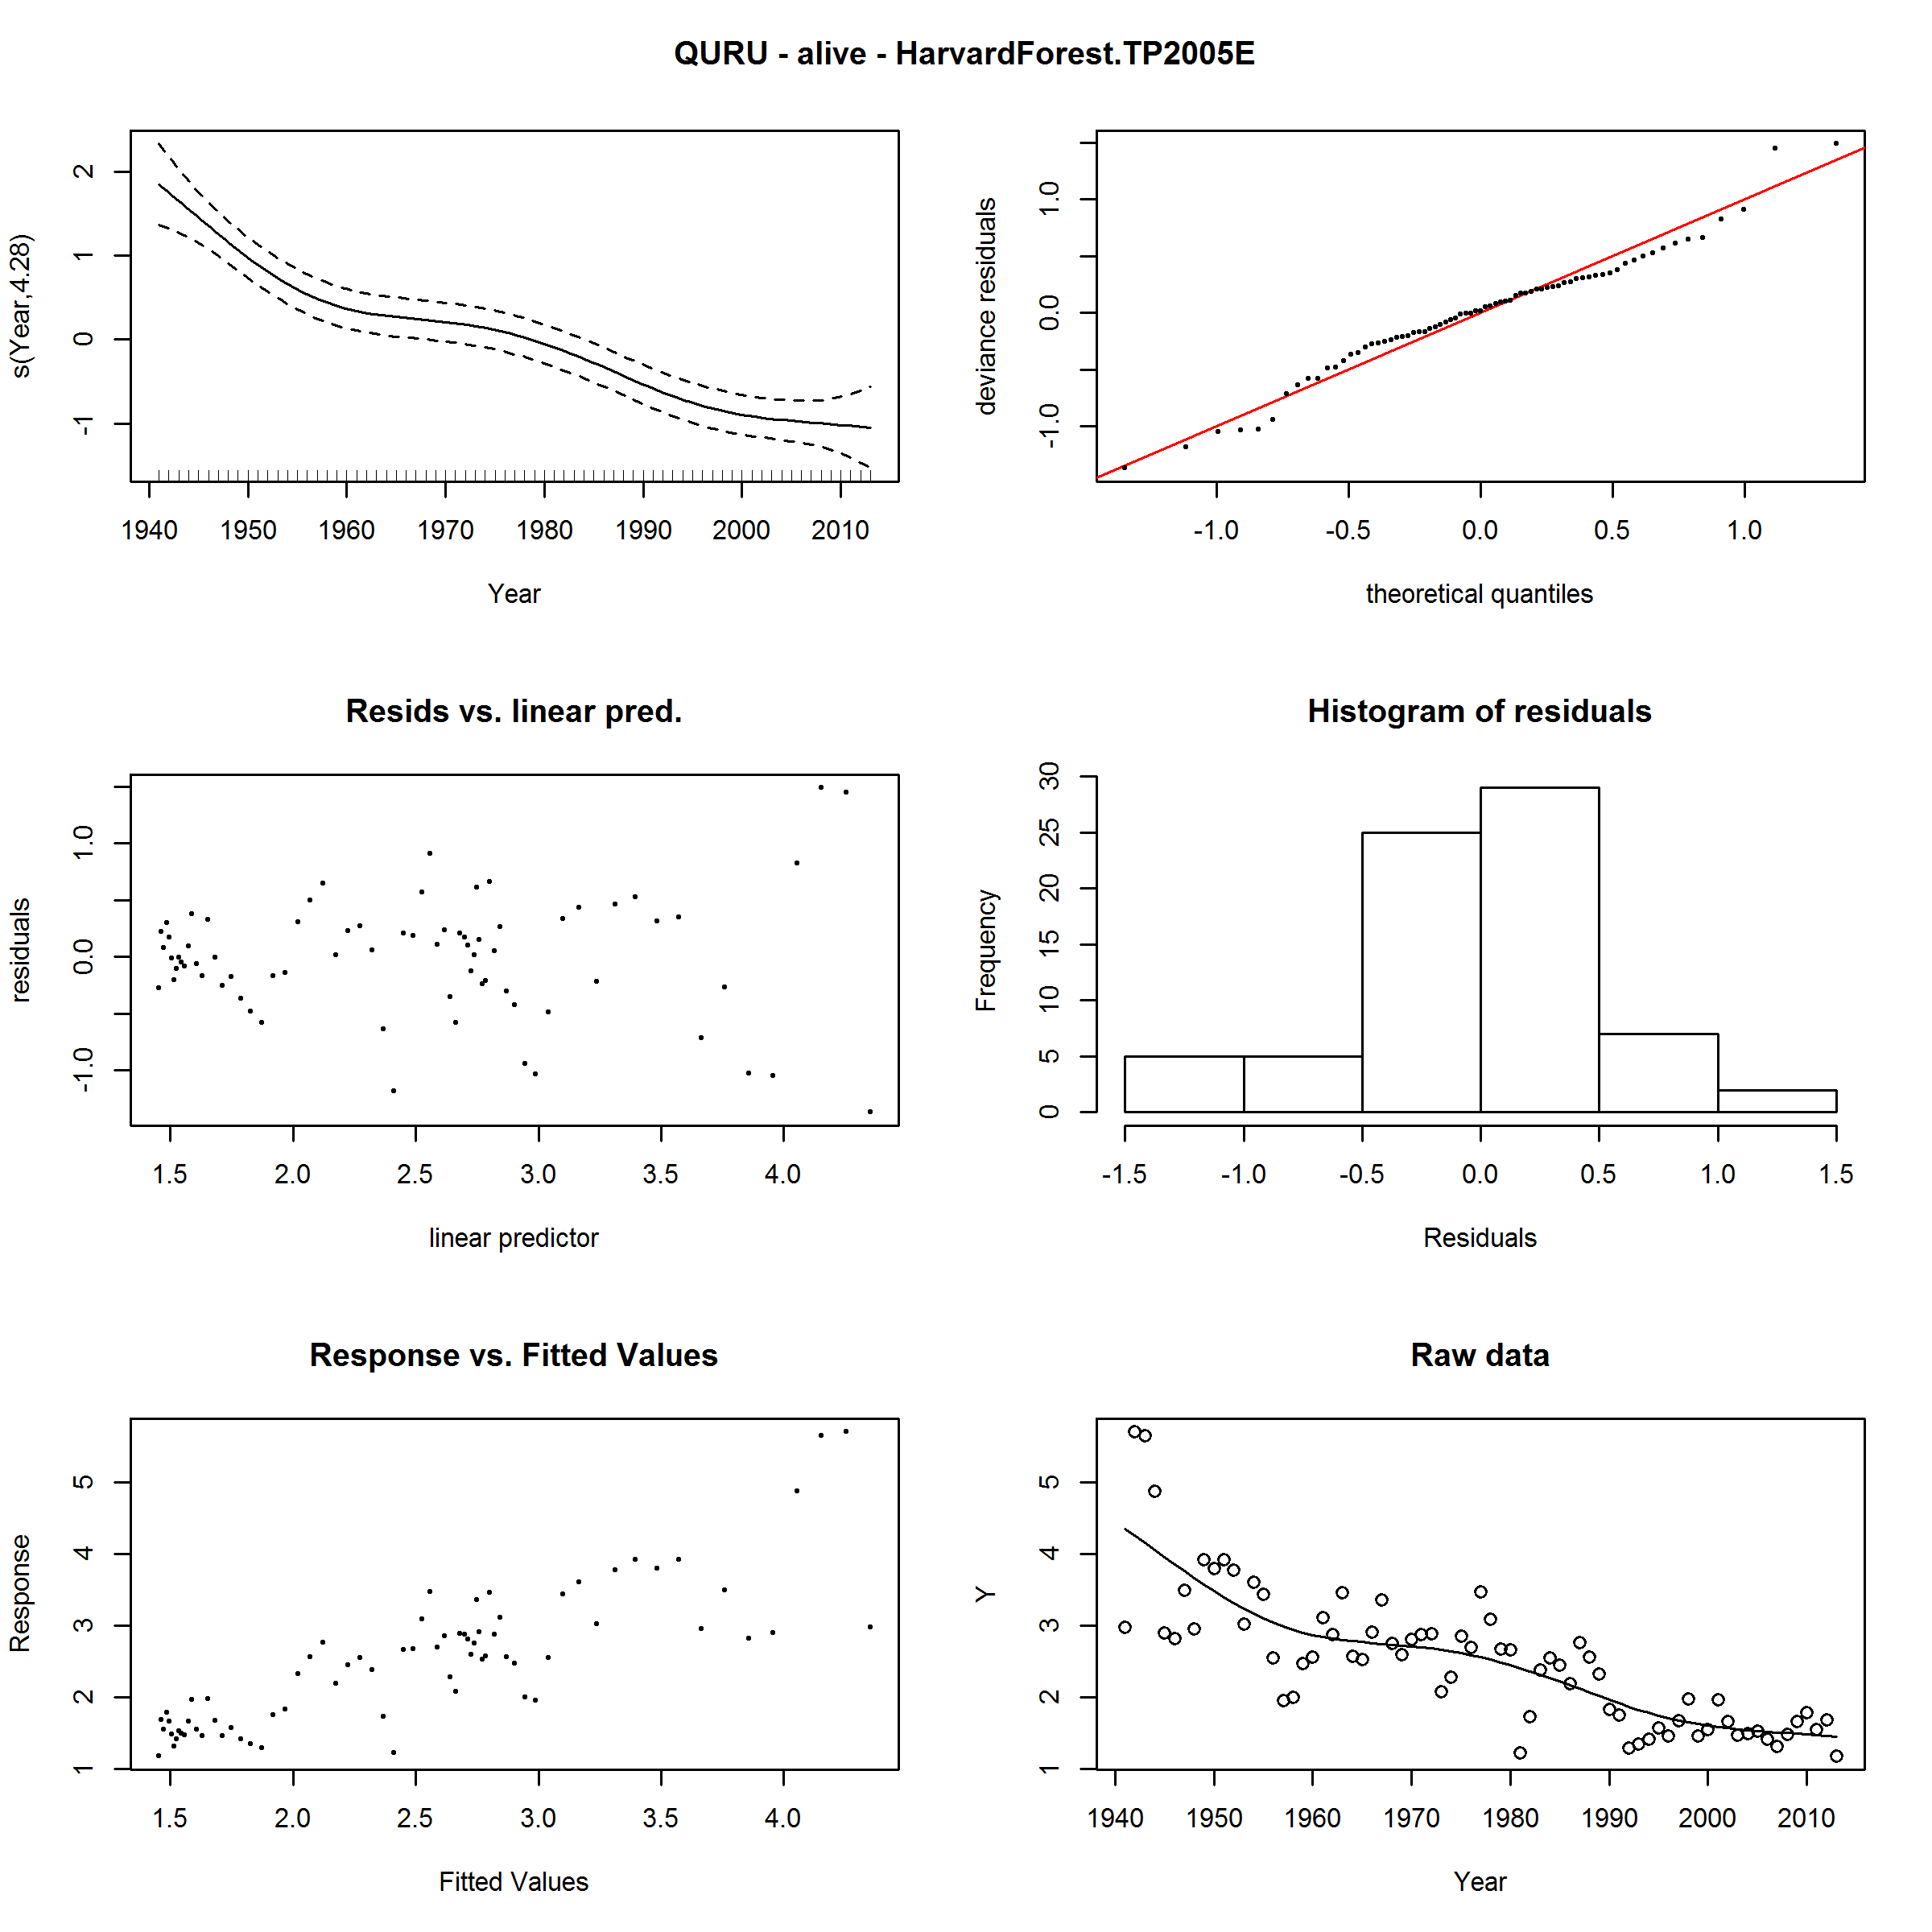 QURU - alive - HarvardForest.TP2005E
s(Year,4.28)
2
1
0
-1
1940 1950 1960 1970 1980 1990 2000 2010
Year
deviance residuals
1.0
0.0
-1.0
-1.0 -0.5 0.0 0.5 1.0
theoretical quantiles
Resids vs. linear pred.
residuals
1.0
0.0
-1.0
1.5 2.0 2.5 3.0 3.5 4.0
linear predictor
Histogram of residuals
Frequency
30
25
20
15
10
5
0
-1.5 -1.0 -0.5 0.0 0.5 1.0 1.5
Residuals
Response vs. Fitted Values
Response
5
4
3
2
1
1.5 2.0 2.5 3.0 3.5 4.0
Fitted Values
Raw data
Y
5
4
3
2
1
1940 1950 1960 1970 1980 1990 2000 2010
Year